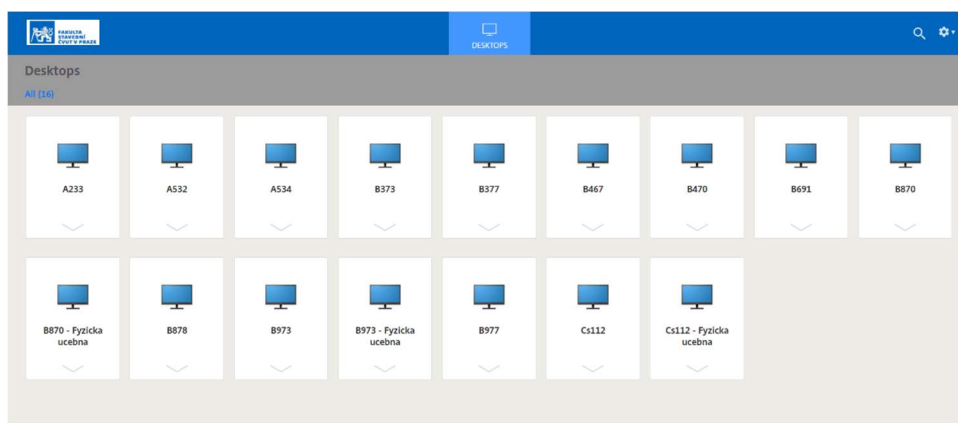 FAKULTA
STAVEBNÍ
ČVUT V PRAZE
DESKTOPS
Desktops
All (16)
A233
A532
A534
B373
B377
B467
B470
B691
B870
B870 - Fyzicka
ucebna
B878
B973
B973 - Fyzicka
ucebna
B977
Cs112
Cs112 - Fyzicka
ucebna